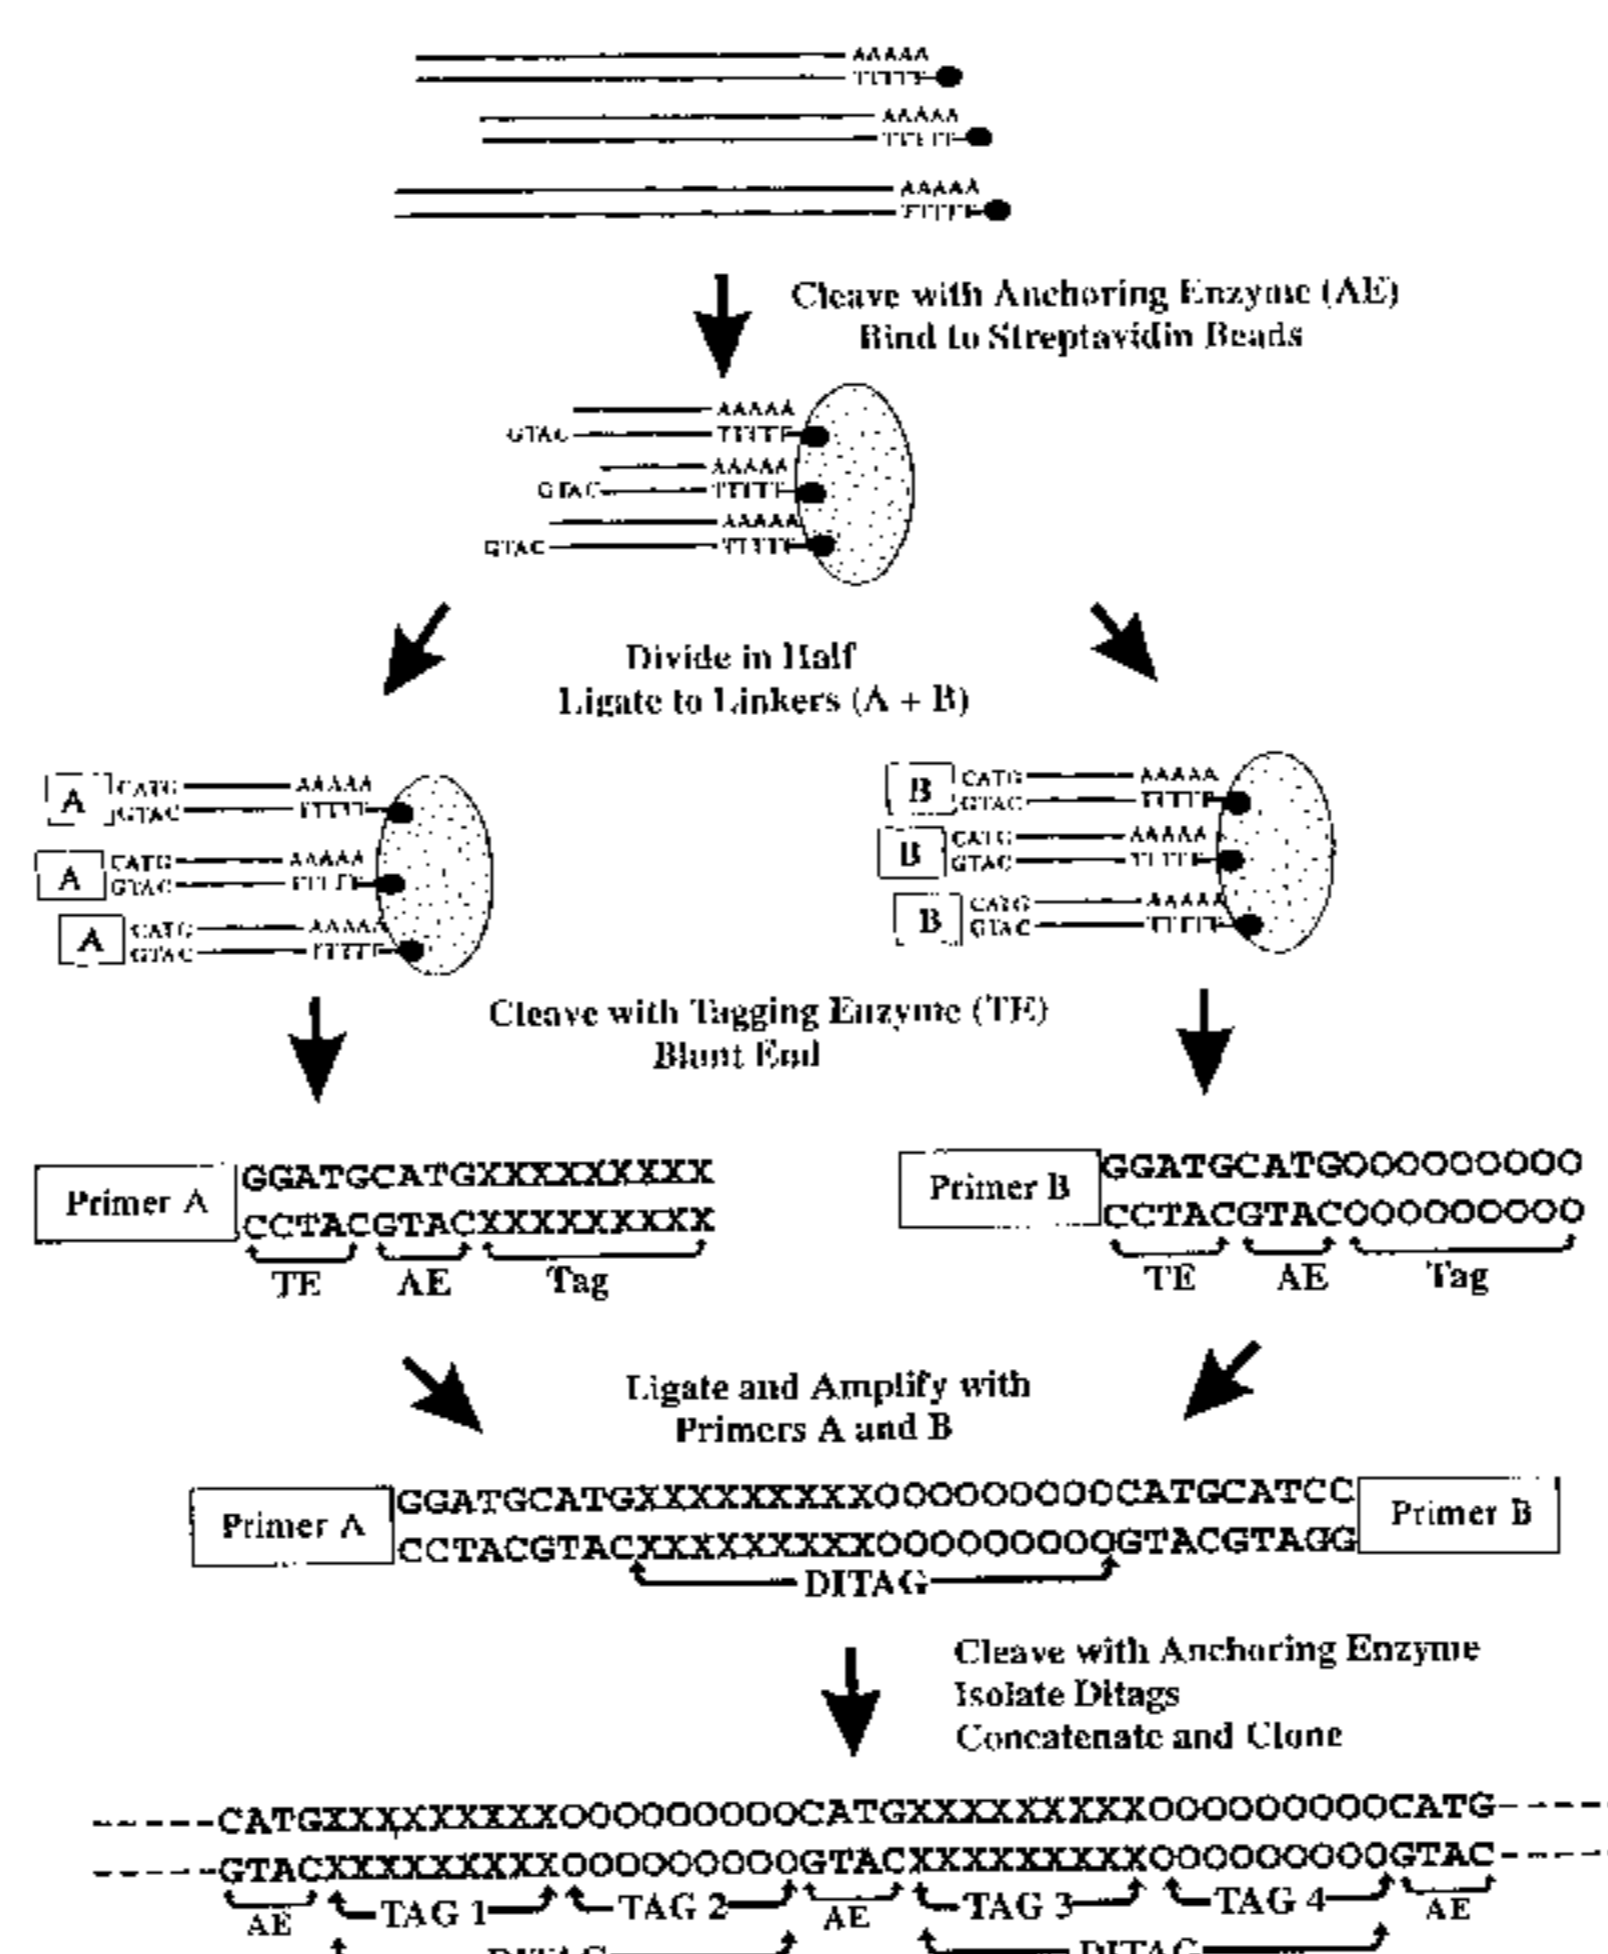 AAAAA
TTTTT
AAAAA
TTTTT
AAAAA
TTTTT
Cleave with Anchoring Enzyme (AE)
Bind to Streptavidin Beads
AAAAA
GTAC TTTTT
AAAAA
GTAC TTTTT
AAAAA
GTAC TTTTT
Divide in Half
Ligate to Linkers (A + B)
A CATG AAAAA
GTAC TTTTT
A CATG AAAAA
GTAC TTTTT
A CATG AAAAA
GTAC TTTTT
B CATG AAAAA
GTAC TTTTT
B CATG AAAAA
GTAC TTTTT
B CATG AAAAA
GTAC TTTTT
Cleave with Tagging Enzyme (TE)
Blunt End
Primer A
GGATGCATGXXXXXXXXX
CCTACGTACXXXXXXXXX
TE AE Tag
Primer B
GGATGCATGOOOOOOOOO
CCTACGTACOOOOOOOOO
TE AE Tag
Ligate and Amplify with
Primers A and B
Primer A
GGATGCATGXXXXXXXXXOOOOOOOOOCATGCATCC
CCTACGTACXXXXXXXXXOOOOOOOOOGTACGTAGG
Primer B
DITAG
Cleave with Anchoring Enzyme
Isolate Ditags
Concatenate and Clone
-----CATGXXXXXXXXXOOOOOOOOOCATGXXXXXXXXXOOOOOOOOOCATG-----
-----GTACXXXXXXXXXOOOOOOOOOGTACXXXXXXXXXOOOOOOOOOGTAC-----
AE TAG 1 TAG 2 AE TAG 3 TAG 4 AE
DITAG DITAG